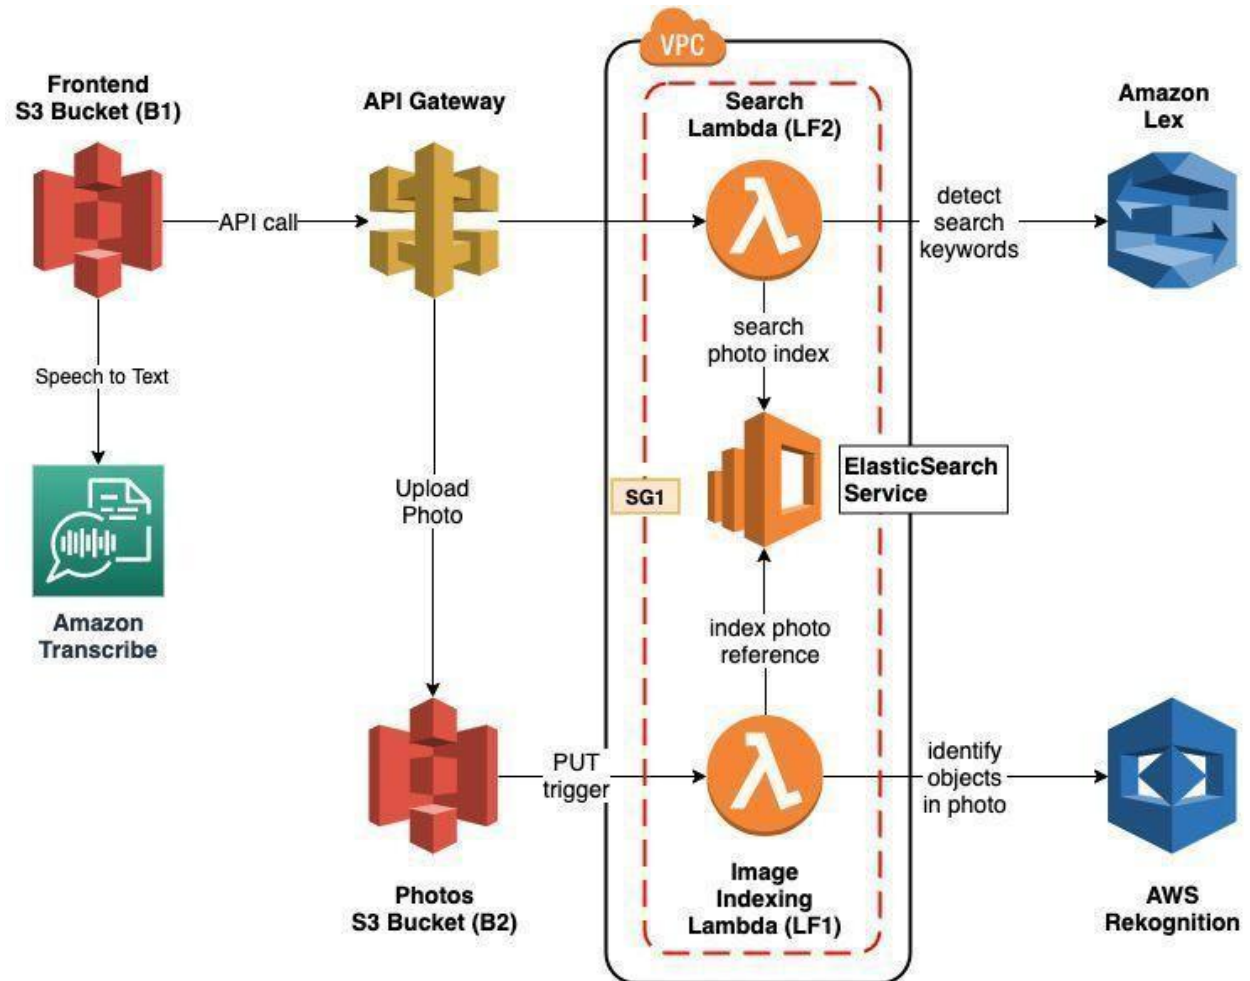 VPC
Frontend
S3 Bucket (B1)
API Gateway
Search
Lambda (LF2)
Amazon
Lex
API call
detect
search
keywords
search
photo index
Speech to Text
Upload
Photo
SG1
ElasticSearch
Service
Amazon
Transcribe
index photo
reference
PUT
trigger
identify
objects
in photo
Photos
S3 Bucket (B2)
Image
Indexing
Lambda (LF1)
AWS
Rekognition